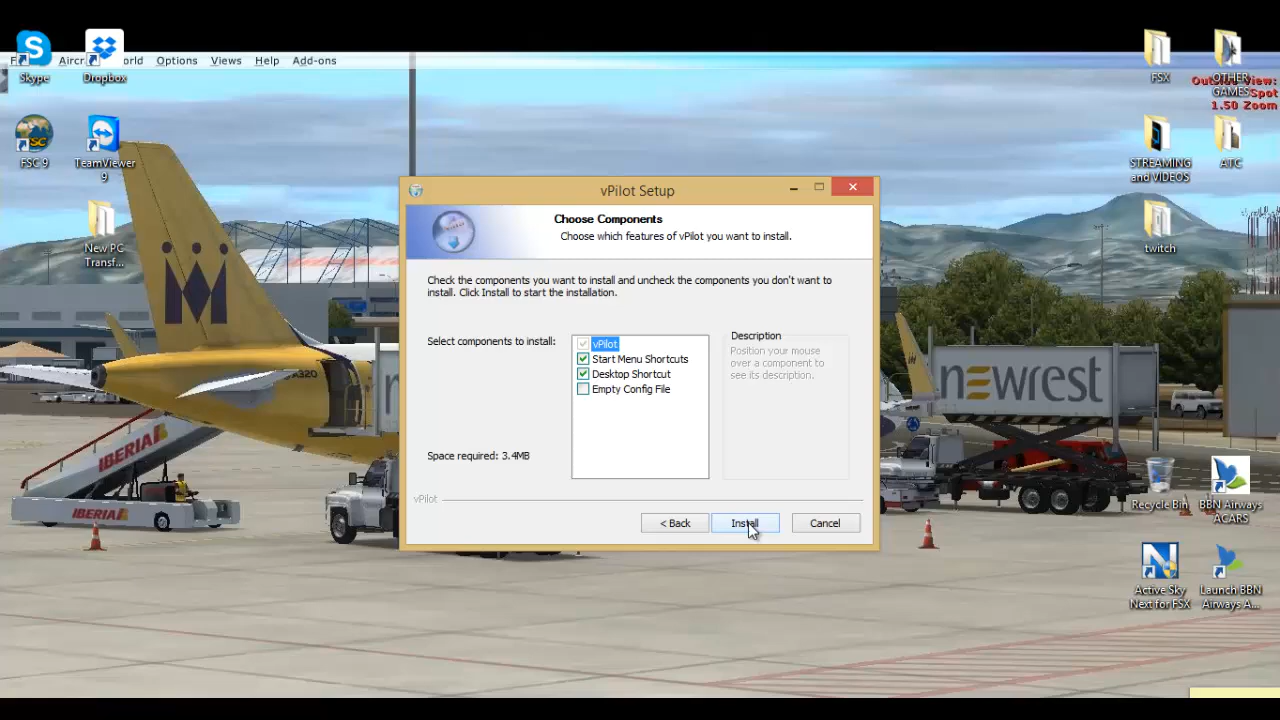 Skype
Dropbox
Aircr
orld
Options
Views
Help
Add-ons
FSX
OTHER
GAMES
Spot
1.50 Zoom
FSC 9
TeamViewer
9
STREAMING
and VIDEOS
ATC
New PC
Transf...
twitch
vPilot Setup
Choose Components
Choose which features of vPilot you want to install.
Check the components you want to install and uncheck the components you don't want to
install. Click Install to start the installation.
Select components to install:
vPilot
Start Menu Shortcuts
Desktop Shortcut
Empty Config File
Description
Position your mouse
over a component to
see its description.
Space required: 3.4MB
vPilot
< Back
Install
Cancel
A320
newrest
IBERIA
IBERIA
Recycle Bin
BBN Airways
ACARS
Active Sky
Next for FSX
Launch BBN
Airways A...